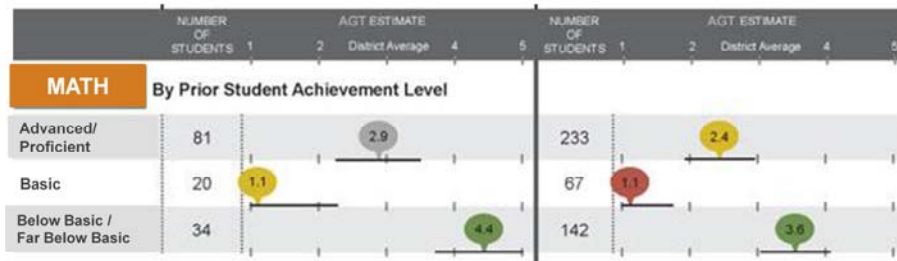 NUMBER OF STUDENTS AGT ESTIMATE NUMBER OF STUDENTS AGT ESTIMATE
1 2 District Average 4 5 1 2 District Average 4 5
MATH By Prior Student Achievement Level
Advanced/
Proficient 81 2.9 233 2.4
Basic 20 1.1 67 1.1
Below Basic /
Far Below Basic 34 4.4 142 3.6